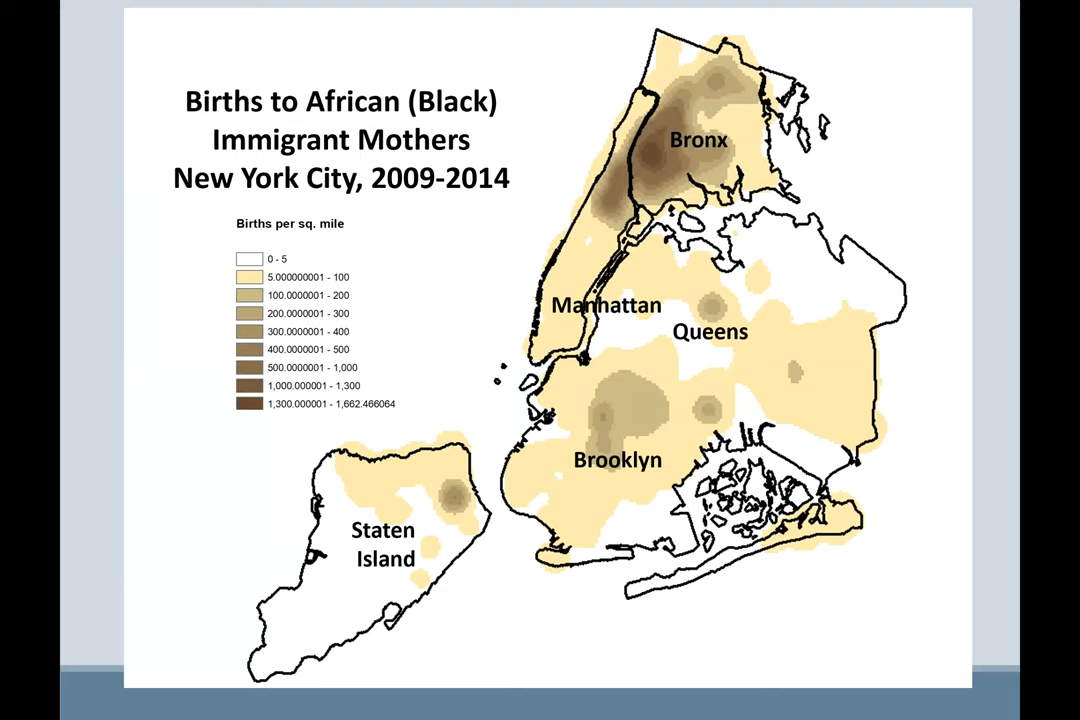 Births to African (Black)
Immigrant Mothers
New York City, 2009-2014
Births per sq. mile
0 - 5
5.000000001 - 100
100.0000001 - 200
200.0000001 - 300
300.0000001 - 400
400.0000001 - 500
500.0000001 - 1,000
1,000.000001 - 1,300
1,300.000001 - 1,662.466064
Bronx
Manhattan
Queens
Brooklyn
Staten
Island